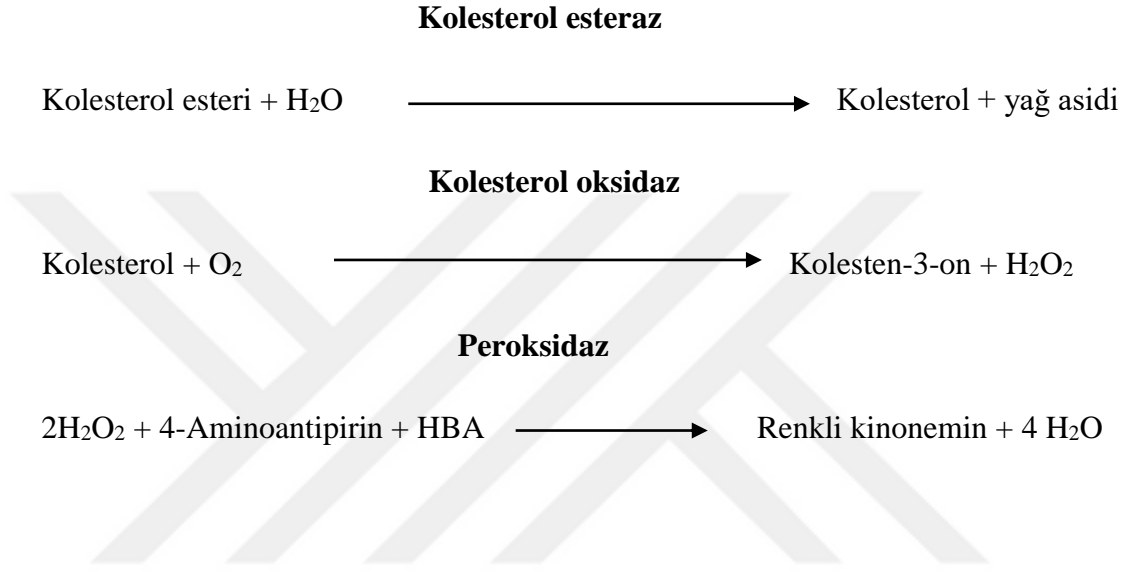 Kolesterol esteraz
Kolesterol esteri + H₂O Kolesterol + yağ asidi
Kolesterol oksidaz
Kolesterol + O₂ Kolesten-3-on + H₂O₂
Peroksidaz
2H₂O₂ + 4-Aminoantipirin + HBA Renkli kinonemin + 4 H₂O